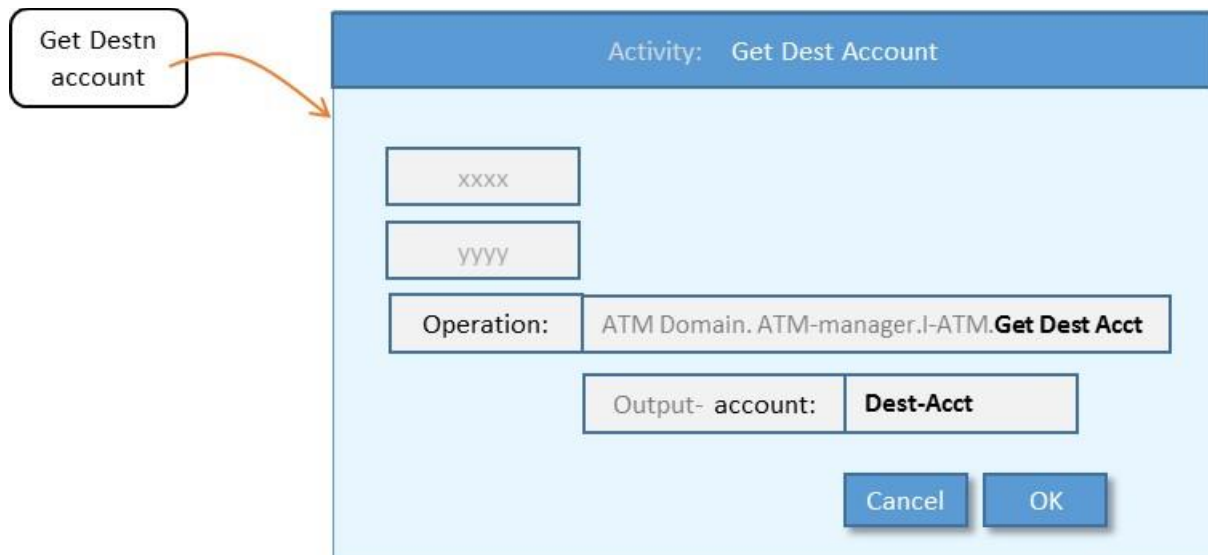 Get Destn
account
Activity: Get Dest Account
xxxx
yyyy
Operation: ATM Domain. ATM-manager.I-ATM.Get Dest Acct
Output- account: Dest-Acct
Cancel OK